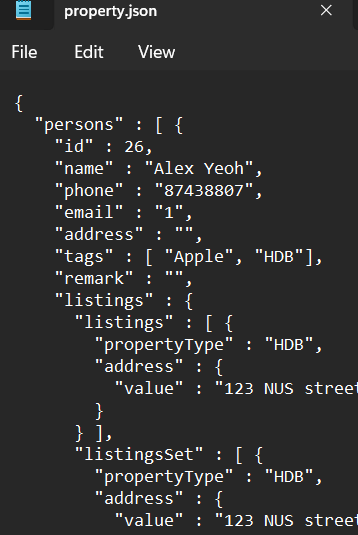 property.json
File Edit View
{
  "persons" : [ {
    "id" : 26,
    "name" : "Alex Yeoh",
    "phone" : "87438807",
    "email" : "1",
    "address" : "",
    "tags" : [ "Apple", "HDB"],
    "remark" : "",
    "listings" : {
      "listings" : [ {
        "propertyType" : "HDB",
        "address" : {
          "value" : "123 NUS street
        }
      } ],
      "listingsSet" : [ {
        "propertyType" : "HDB",
        "address" : {
          "value" : "123 NUS street